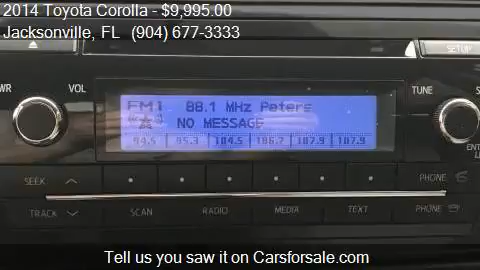 2014 Toyota Corolla - $9,995.00
Jacksonville, FL (904) 677-3333
SETUP
PWR VOL TUNE
FM1 88.1 MHz Peters
NO MESSAGE
95.3 104.5 106.7 107.9 107.9
SEEK PHONE
TRACK SCAN RADIO MEDIA TEXT PHONE
Tell us you saw it on Carsforsale.com